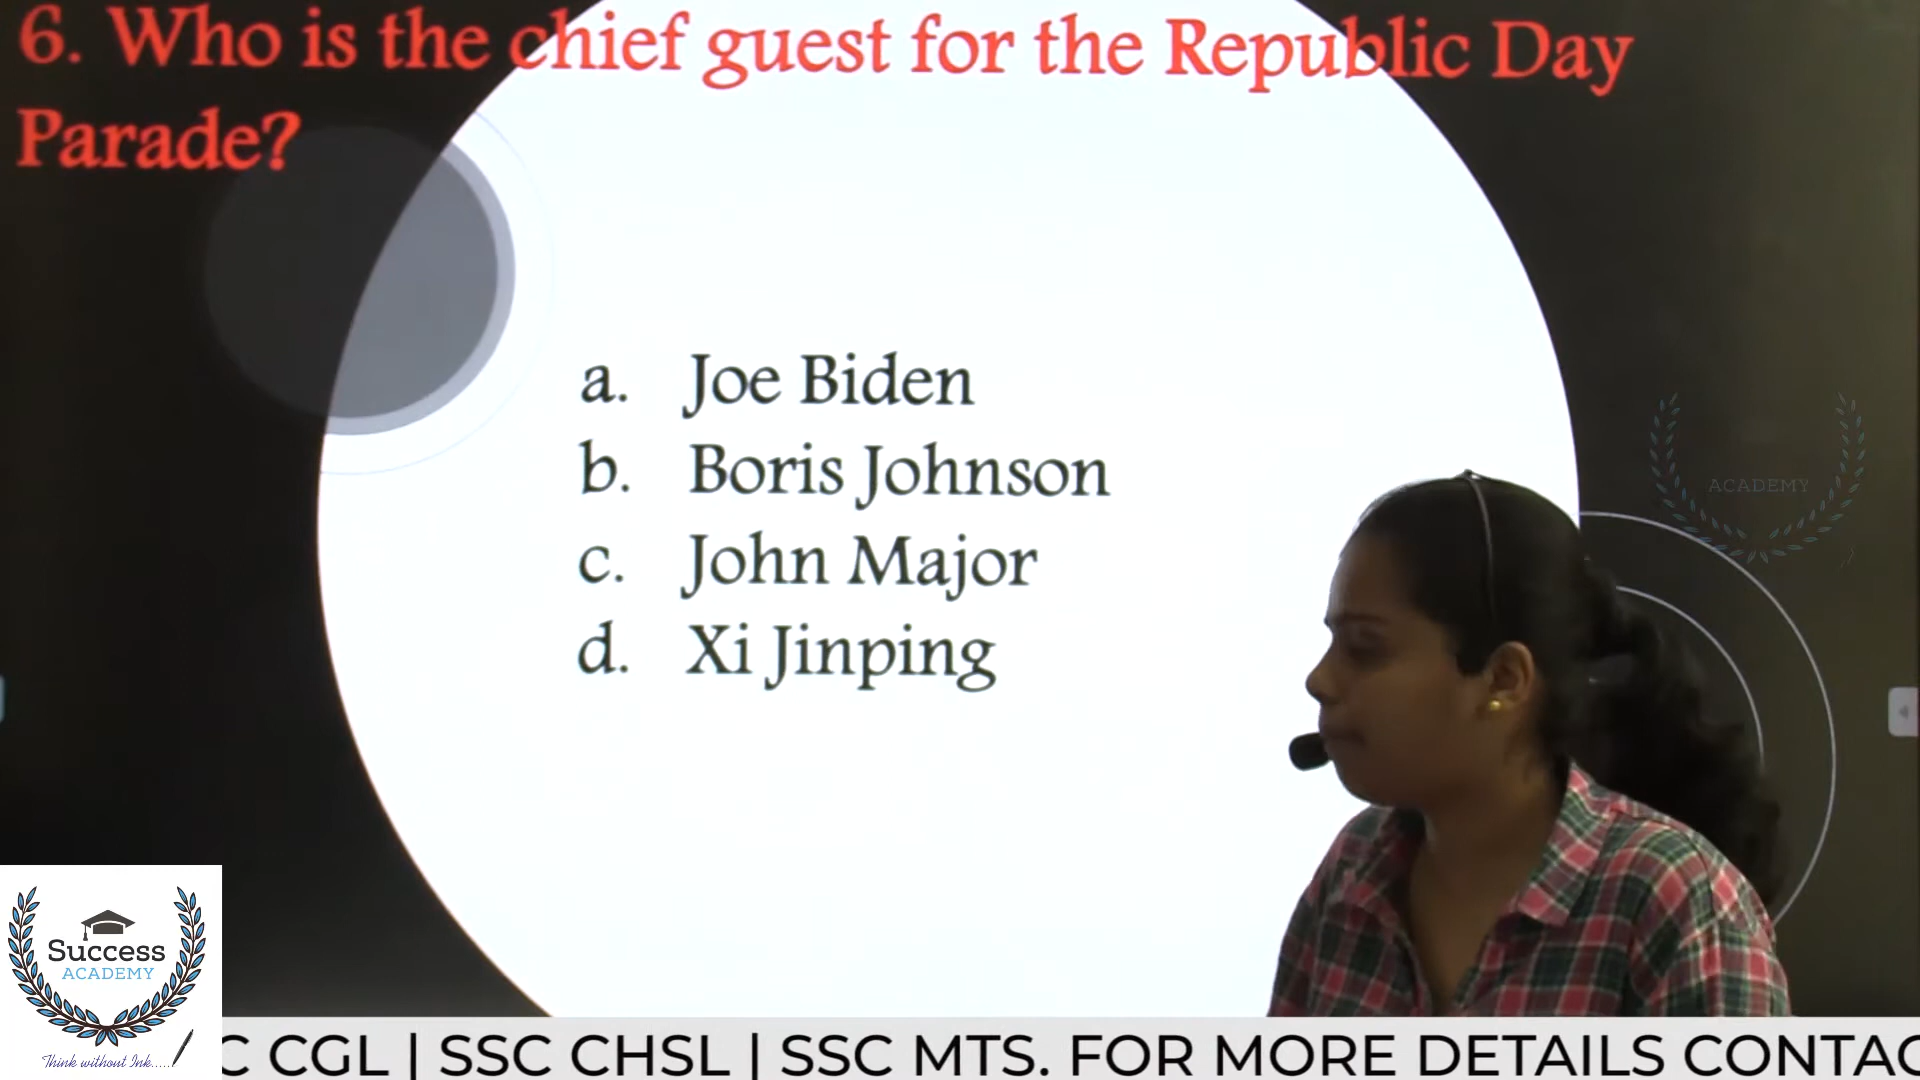 6. Who is the chief guest for the Republic Day
Parade?
a. Joe Biden
b. Boris Johnson
c. John Major
d. Xi Jinping
ACADEMY
Success
ACADEMY
Think without Ink......
C CGL | SSC CHSL | SSC MTS. FOR MORE DETAILS CONTAC